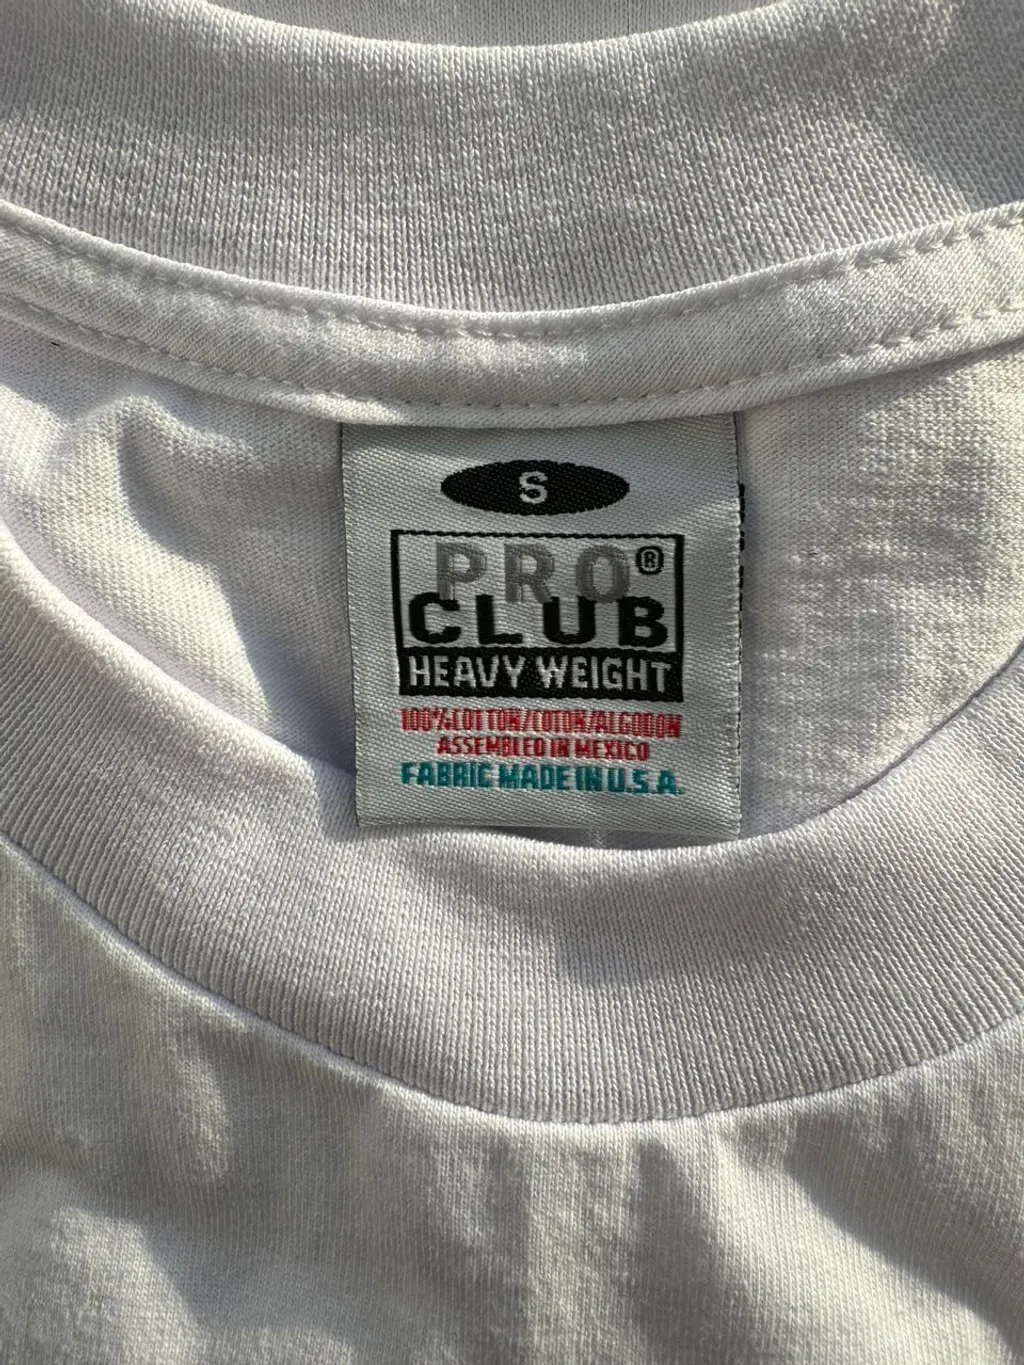 S
PRO®
CLUB
HEAVY WEIGHT
100% COTTON/COTON/ALGODON
ASSEMBLED IN MEXICO
FABRIC MADE IN U.S.A.